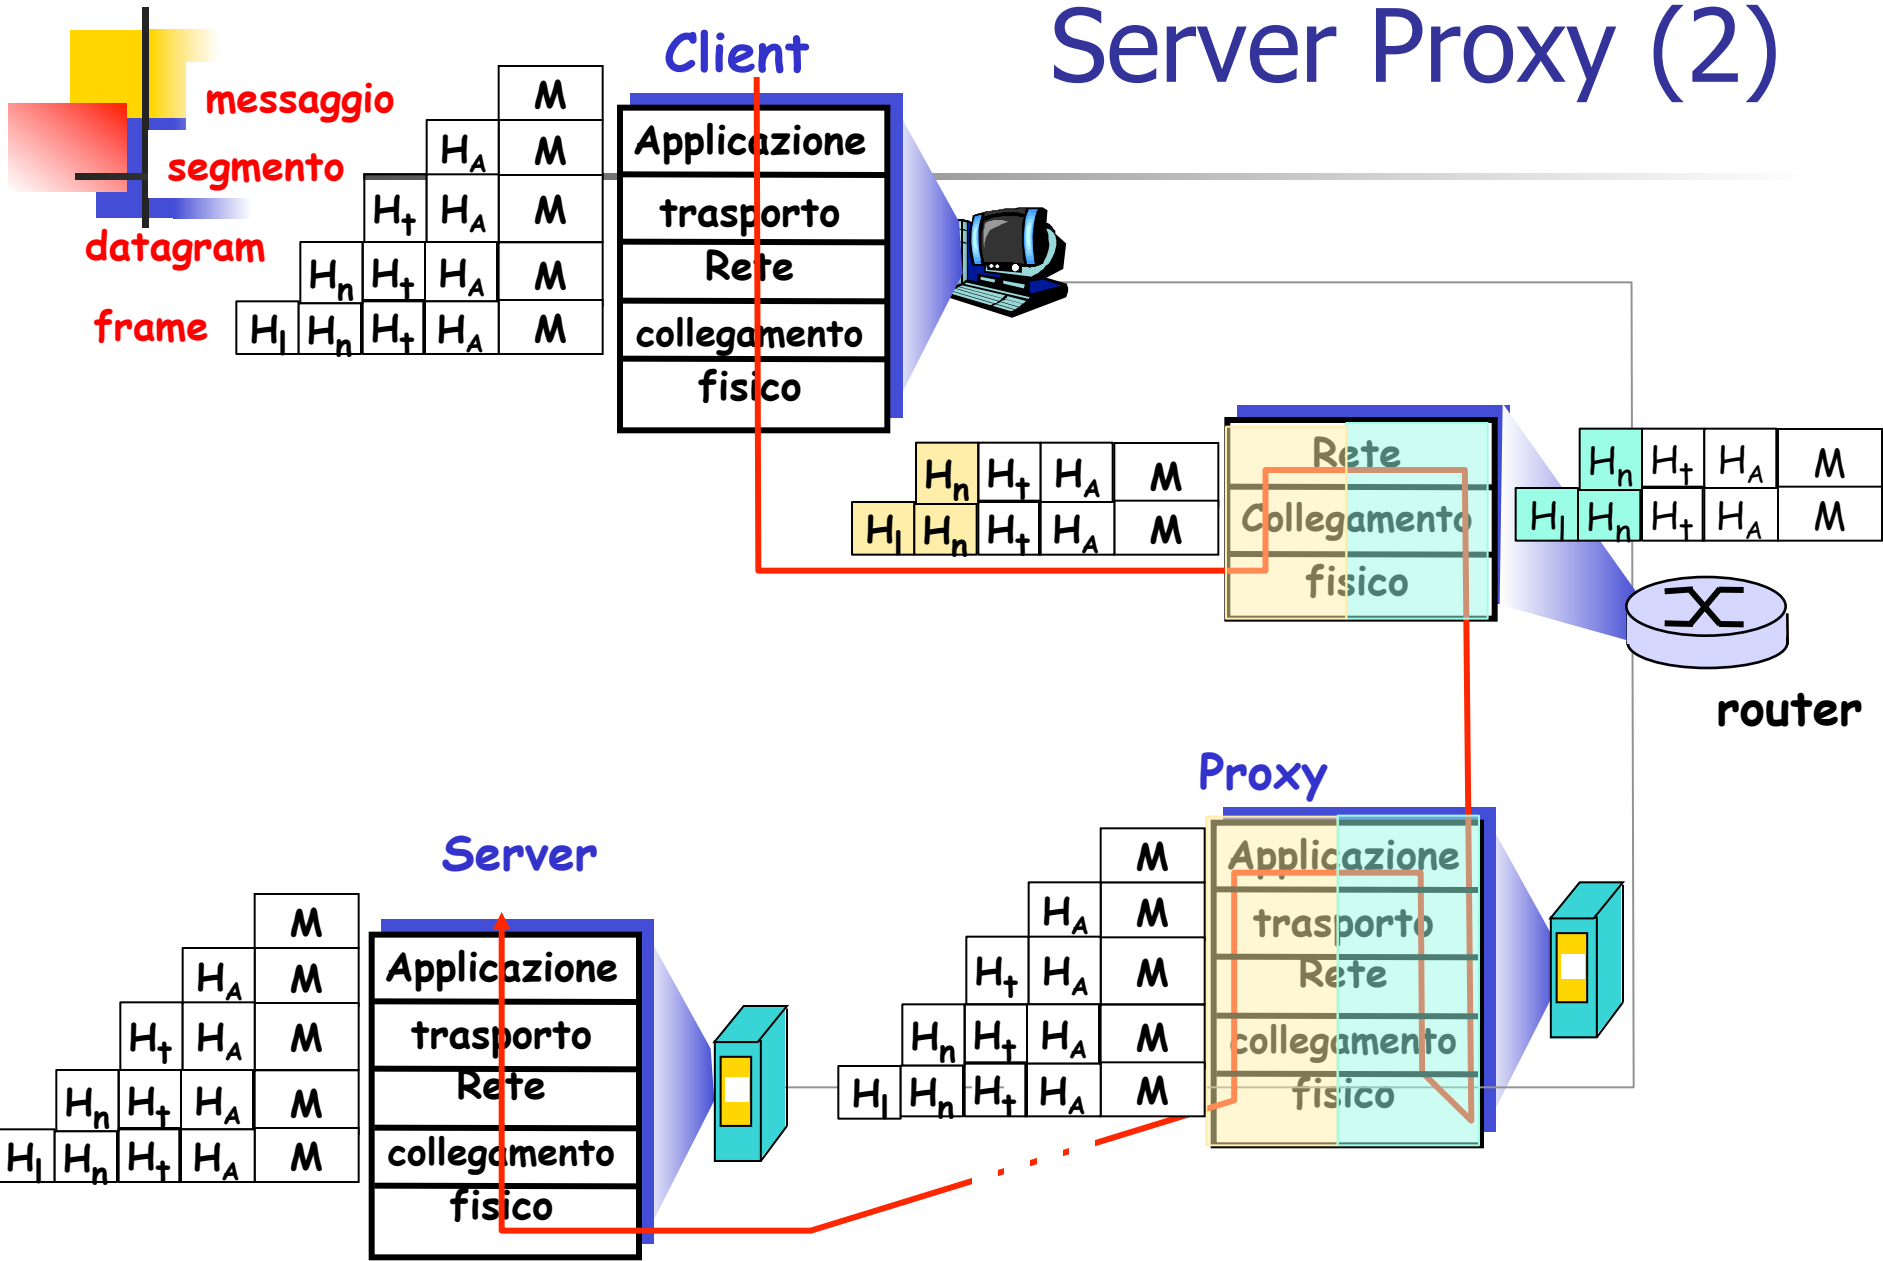 Server Proxy (2)
Client
messaggio
segmento
datagram
frame
M
H_A M
H_t H_A M
H_n H_t H_A M
H_l H_n H_t H_A M
Applicazione
trasporto
Rete
collegamento
fisico
H_n H_t H_A M
H_l H_n H_t H_A M
Rete
Collegamento
fisico
H_n H_t H_A M
H_l H_n H_t H_A M
router
Proxy
M
H_A M
H_t H_A M
H_n H_t H_A M
H_l H_n H_t H_A M
Applicazione
trasporto
Rete
collegamento
fisico
Server
M
H_A M
H_t H_A M
H_n H_t H_A M
H_l H_n H_t H_A M
Applicazione
trasporto
Rete
collegamento
fisico